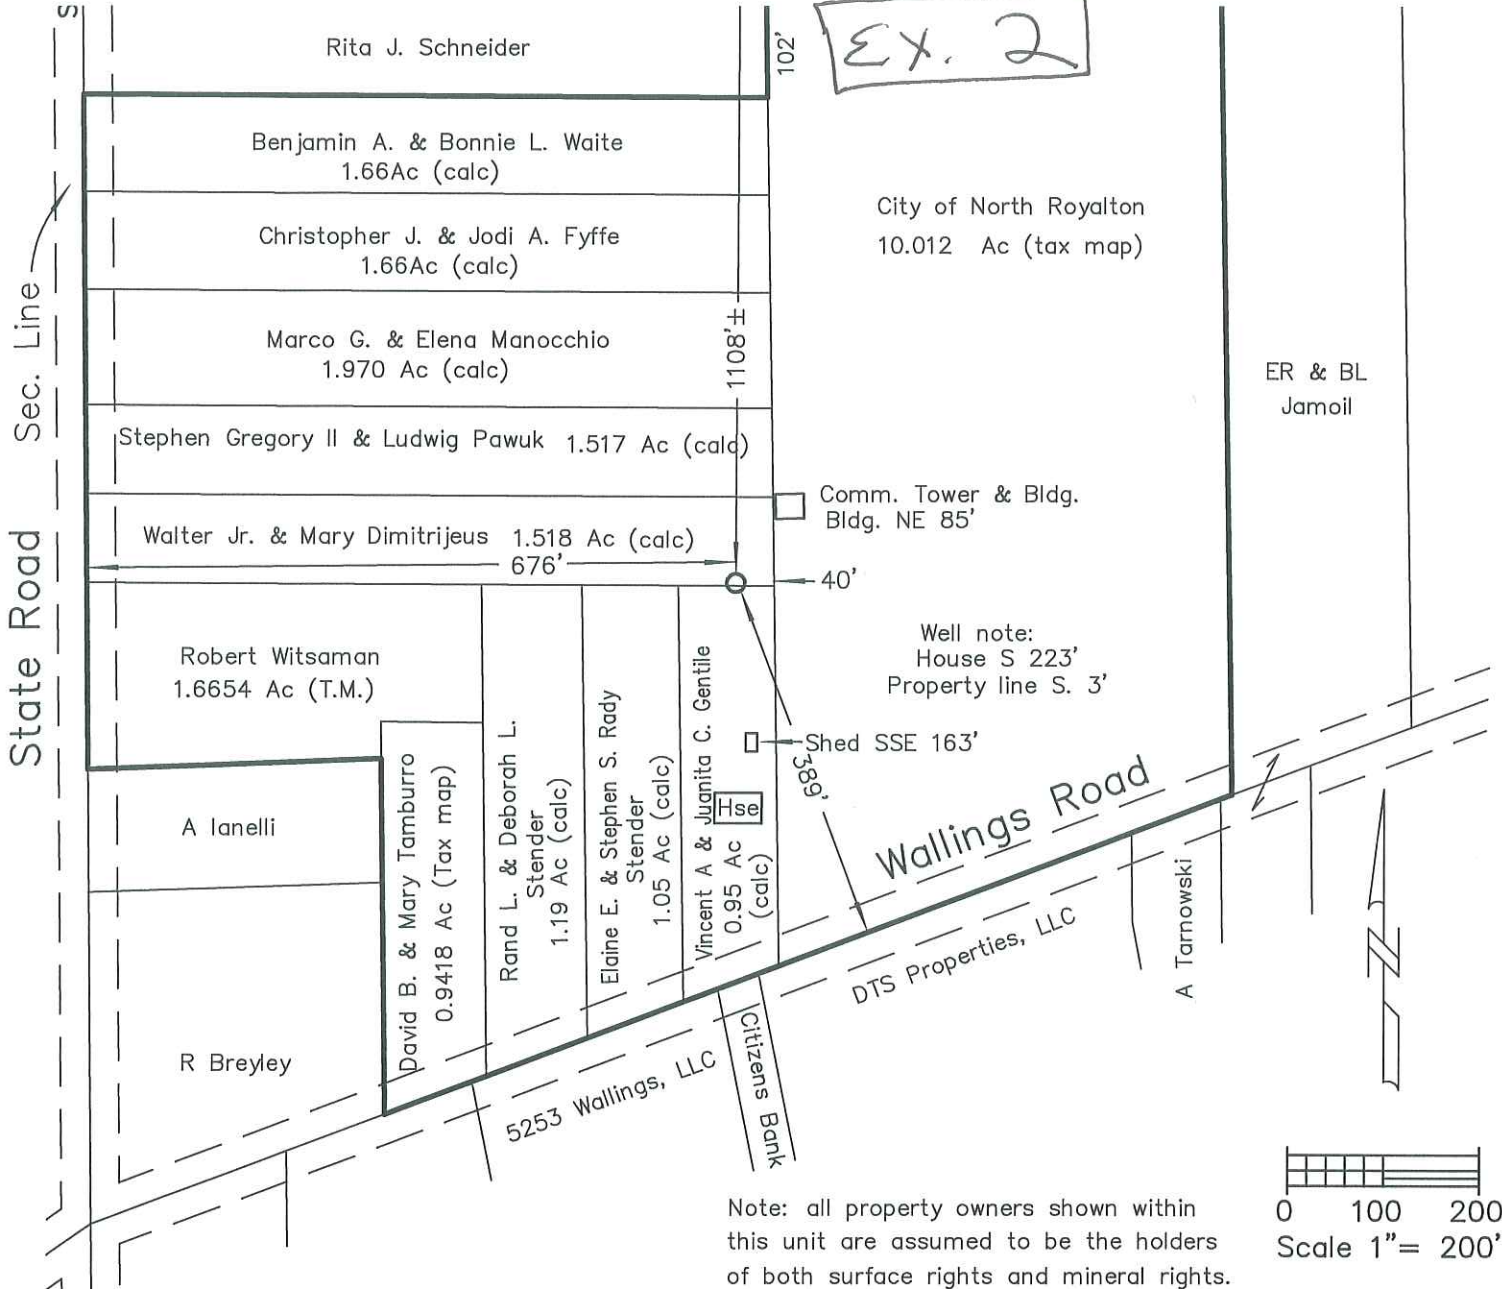 S
Rita J. Schneider
102'
Ex. 2
Benjamin A. & Bonnie L. Waite
1.66Ac (calc)
Christopher J. & Jodi A. Fyffe
1.66Ac (calc)
City of North Royalton
10.012 Ac (tax map)
Sec. Line
Marco G. & Elena Manocchio
1.970 Ac (calc)
1108'±
ER & BL
Jamoil
Stephen Gregory II & Ludwig Pawuk 1.517 Ac (calc)
Comm. Tower & Bldg.
Bldg. NE 85'
Walter Jr. & Mary Dimitrijeus 1.518 Ac (calc)
676'
40'
State Road
Robert Witsaman
1.6654 Ac (T.M.)
Well note:
House S 223'
Property line S. 3'
Shed SSE 163'
389'
David B. & Mary Tamburro
0.9418 Ac (Tax map)
Rand L. & Deborah L.
Stender
1.19 Ac (calc)
Elaine E. & Stephen S. Rady
Stender
1.05 Ac (calc)
Vincent A & Juanita C. Gentile
0.95 Ac
(calc)
Hse
Wallings Road
A Ianelli
R Breyley
5253 Wallings, LLC
Citizens Bank
DTS Properties, LLC
A Tarnowski
N
Note: all property owners shown within
this unit are assumed to be the holders
of both surface rights and mineral rights.
0 100 200
Scale 1"= 200'